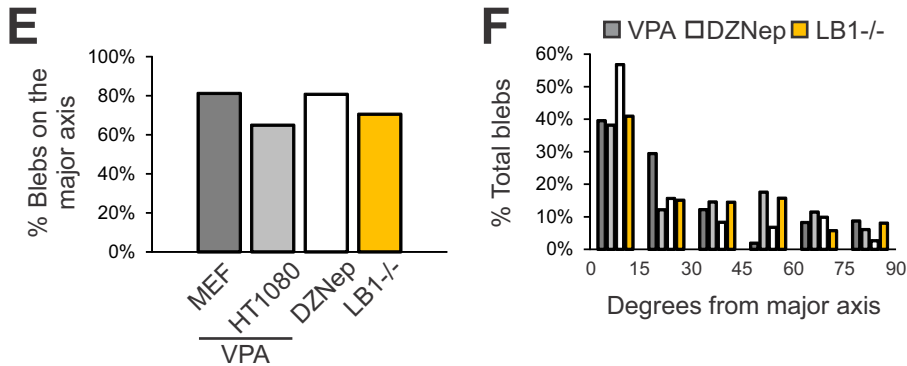 E
% Blebs on the
major axis
100%
80%
60%
40%
20%
0%
MEF
HT1080
DZNep
LB1-/-
VPA
F
VPA DZNep LB1-/-
% Total blebs
60%
50%
40%
30%
20%
10%
0%
0 15 30 45 60 75 90
Degrees from major axis